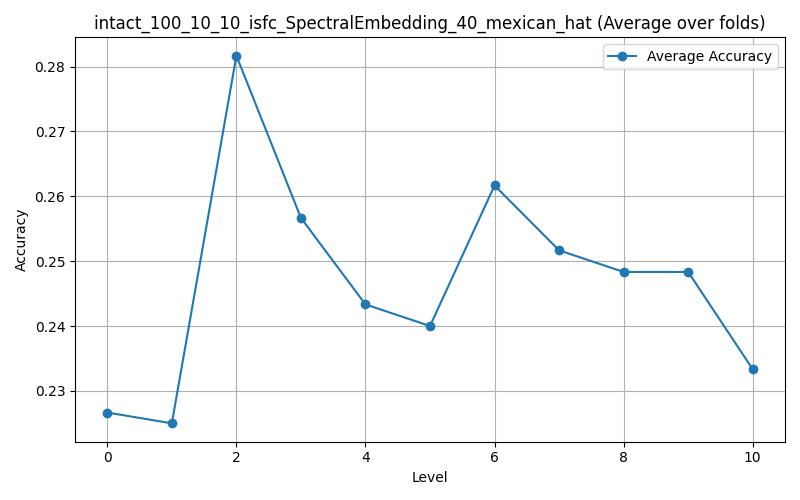 intact_100_10_10_isfc_SpectralEmbedding_40_mexican_hat (Average over folds)
Average Accuracy
0.28
0.27
0.26
0.25
0.24
0.23
Accuracy
0 2 4 6 8 10
Level